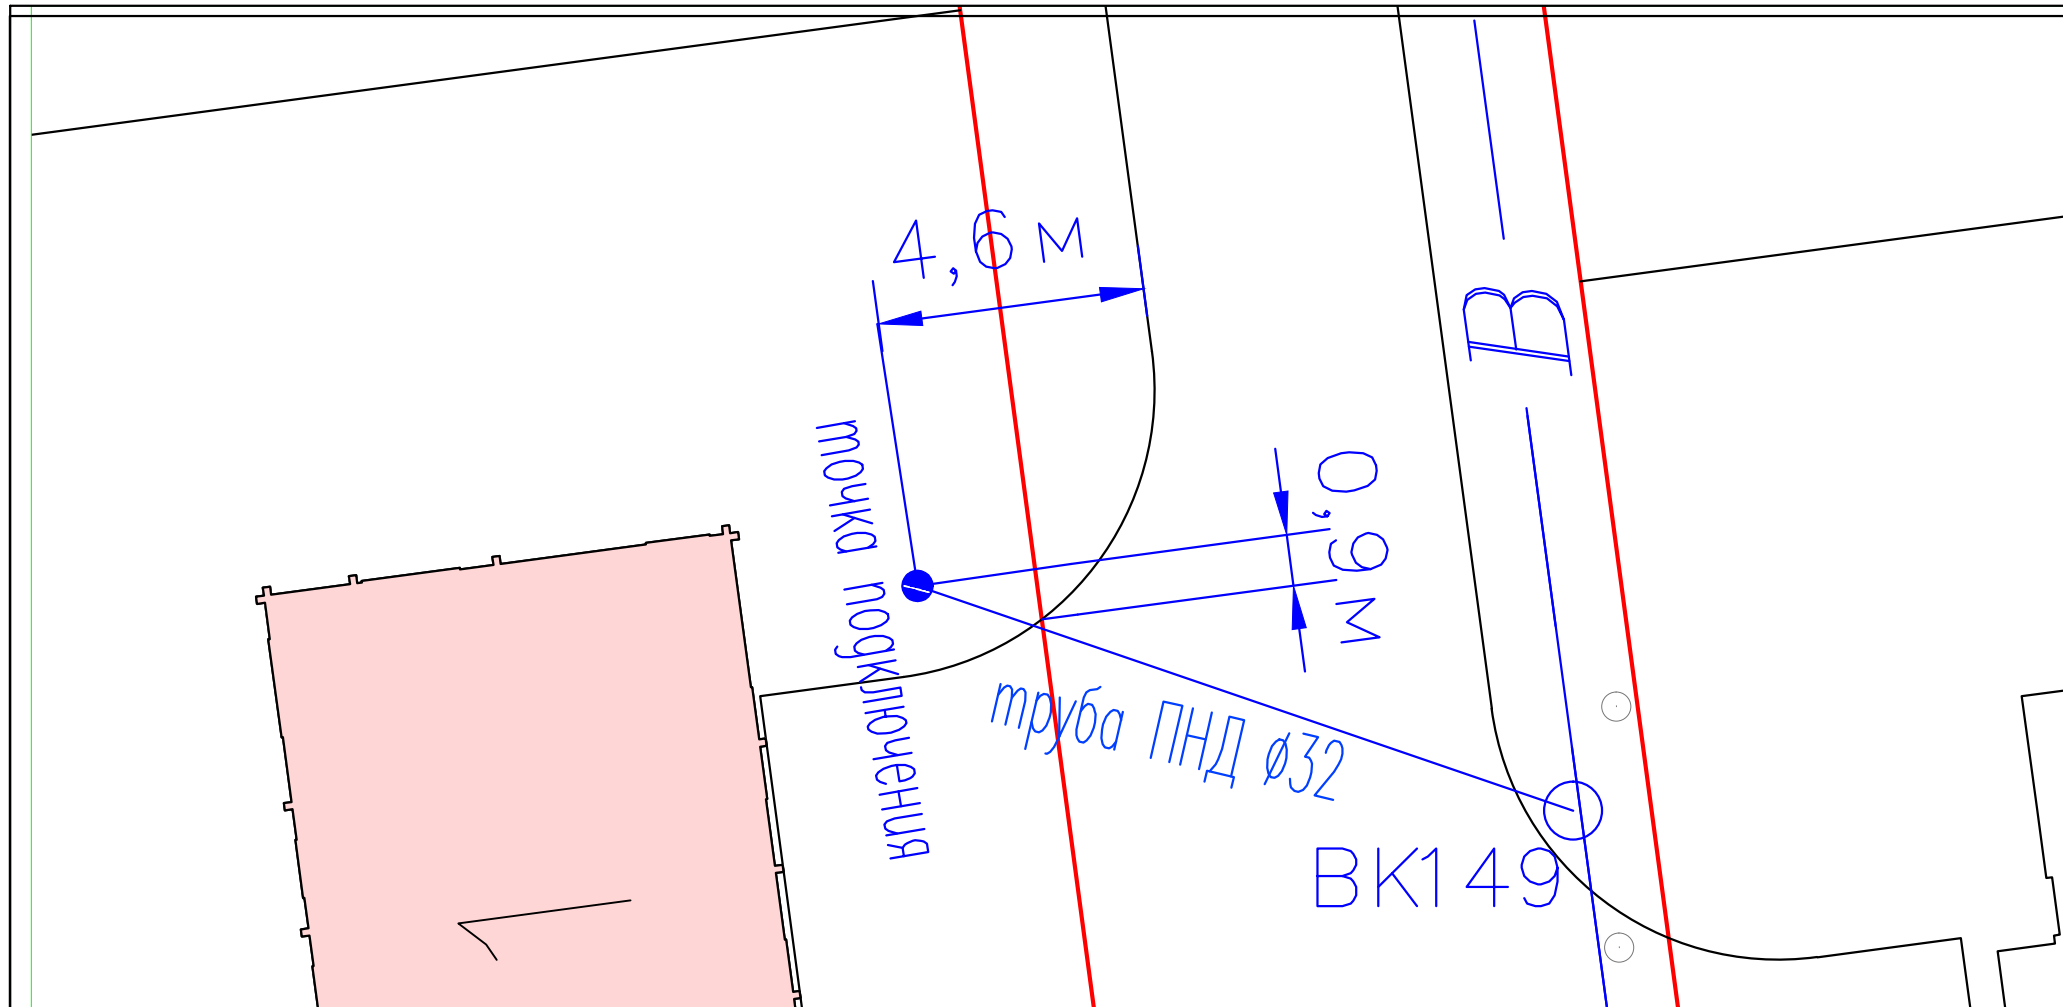 4,6 м
В
0,9 м
точка подключения
труба ПНД ø32
ВК149